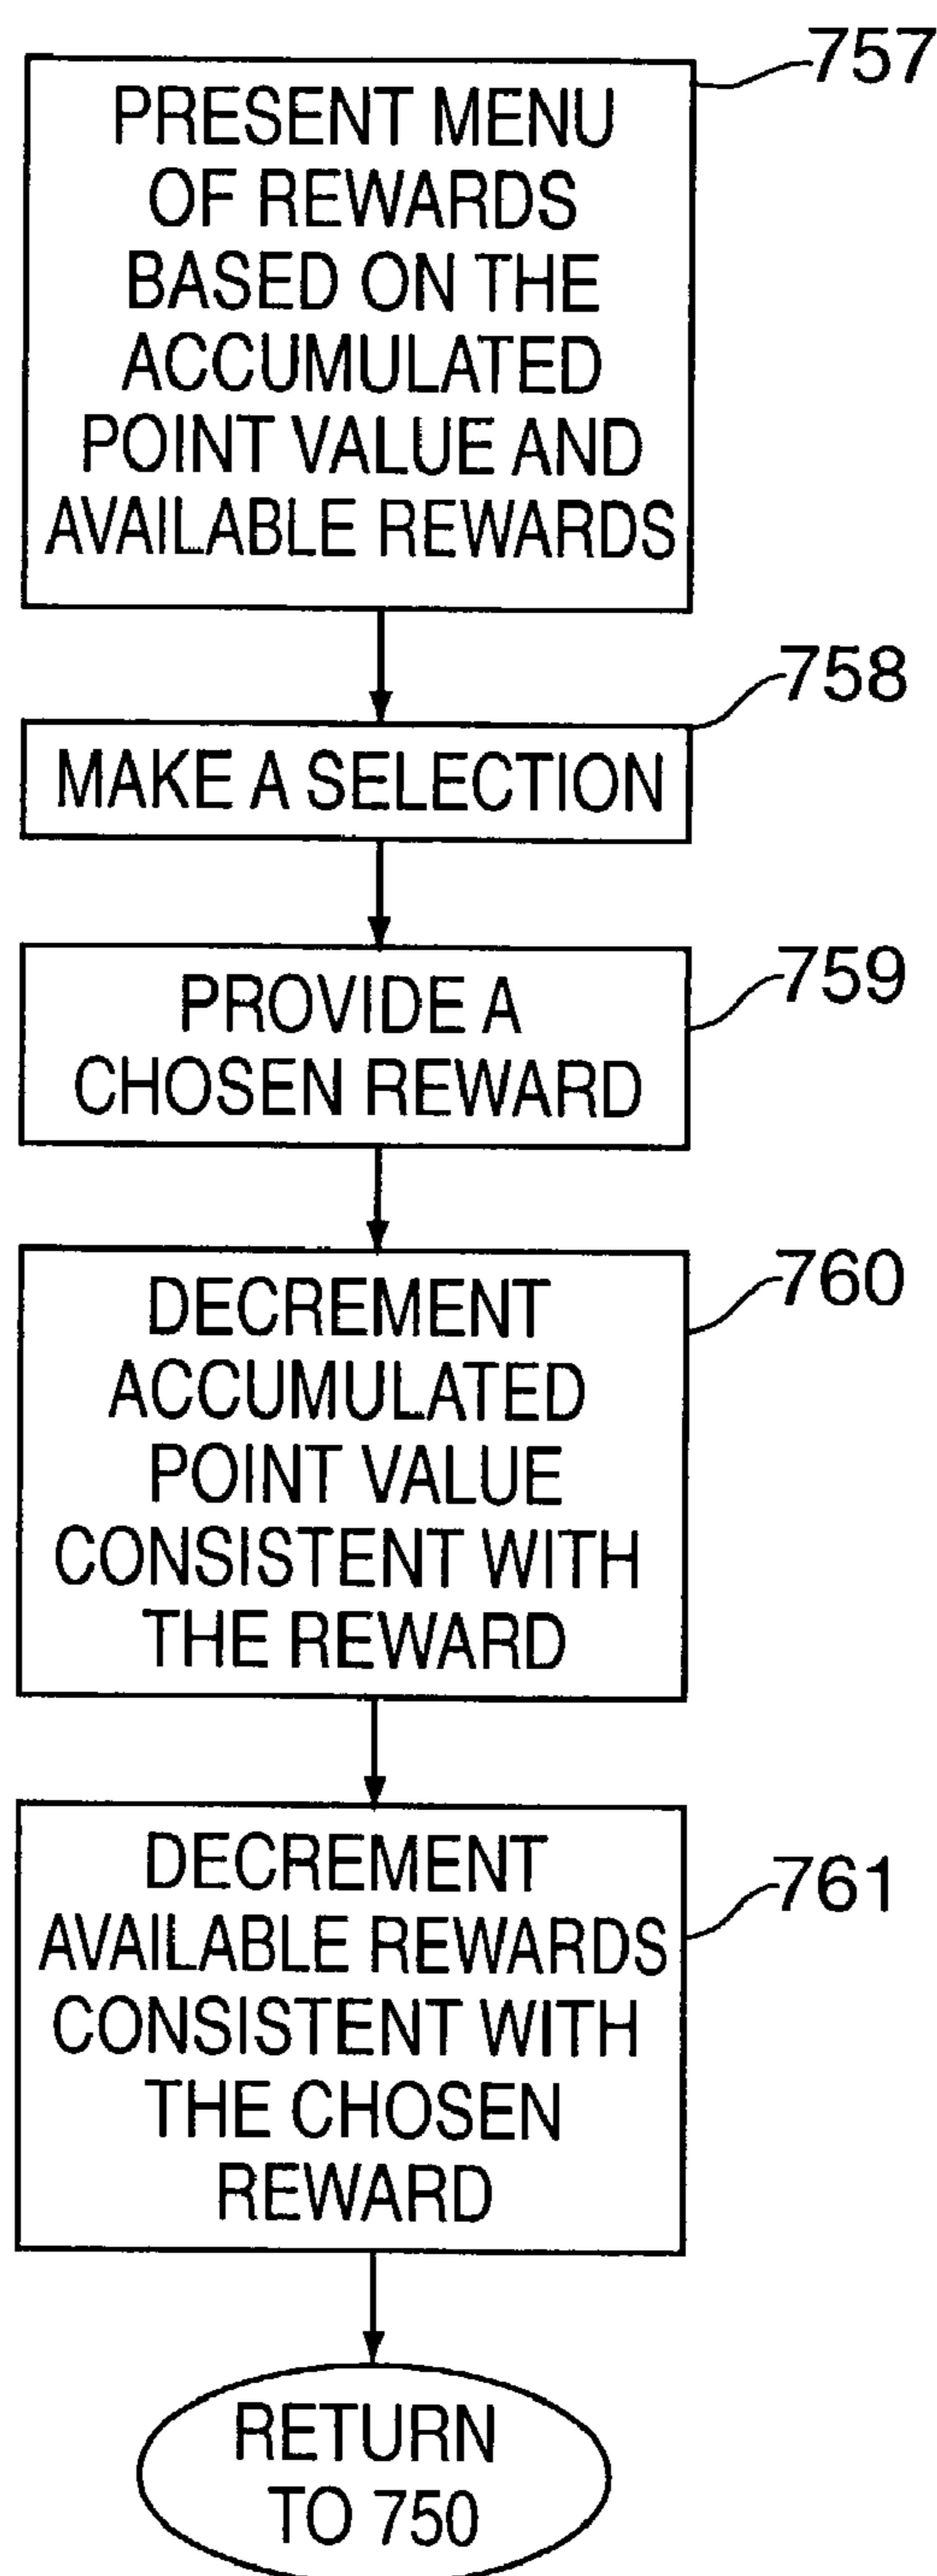 757
PRESENT MENU
OF REWARDS
BASED ON THE
ACCUMULATED
POINT VALUE AND
AVAILABLE REWARDS
758
MAKE A SELECTION
759
PROVIDE A
CHOSEN REWARD
760
DECREMENT
ACCUMULATED
POINT VALUE
CONSISTENT WITH
THE REWARD
761
DECREMENT
AVAILABLE REWARDS
CONSISTENT WITH
THE CHOSEN
REWARD
RETURN
TO 750